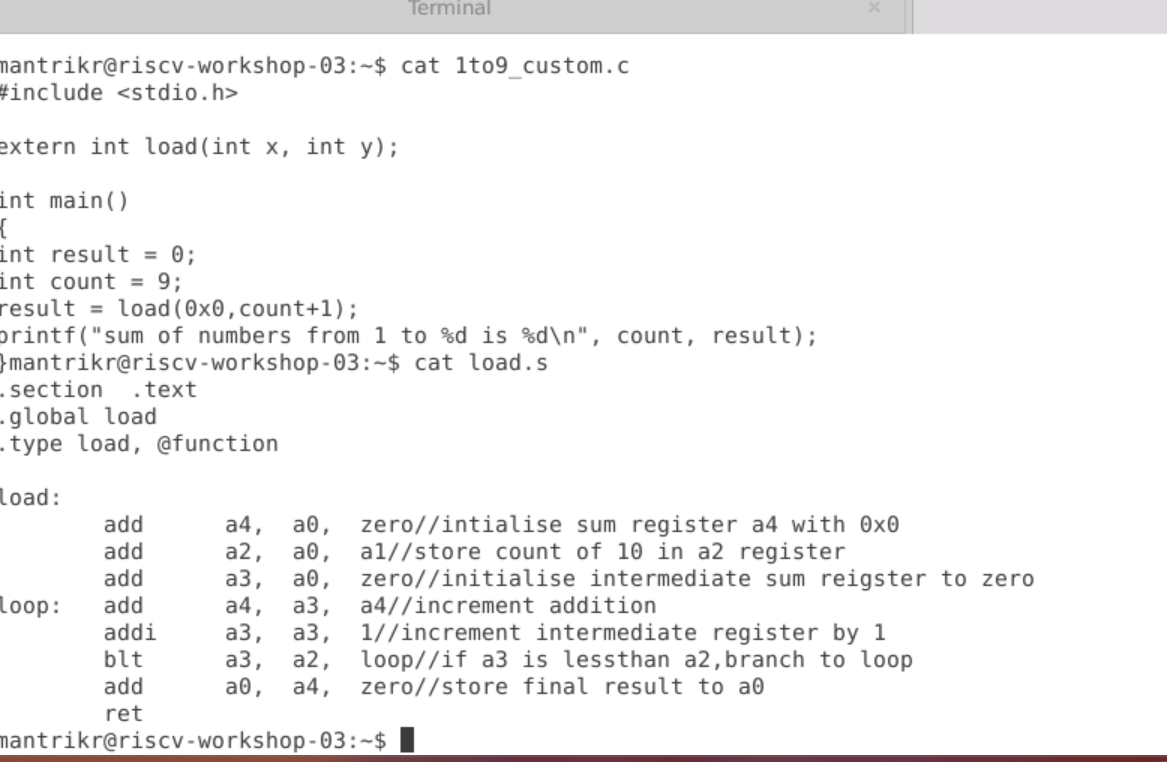 Terminal ×
mantrikr@riscv-workshop-03:~$ cat 1to9_custom.c
#include <stdio.h>
extern int load(int x, int y);
int main()
{
int result = 0;
int count = 9;
result = load(0x0,count+1);
printf("sum of numbers from 1 to %d is %d\n", count, result);
}mantrikr@riscv-workshop-03:~$ cat load.s
.section .text
.global load
.type load, @function
load:
add a4, a0, zero//intialise sum register a4 with 0x0
add a2, a0, a1//store count of 10 in a2 register
add a3, a0, zero//initialise intermediate sum reigster to zero
loop: add a4, a3, a4//increment addition
addi a3, a3, 1//increment intermediate register by 1
blt a3, a2, loop//if a3 is lessthan a2,branch to loop
add a0, a4, zero//store final result to a0
ret
mantrikr@riscv-workshop-03:~$